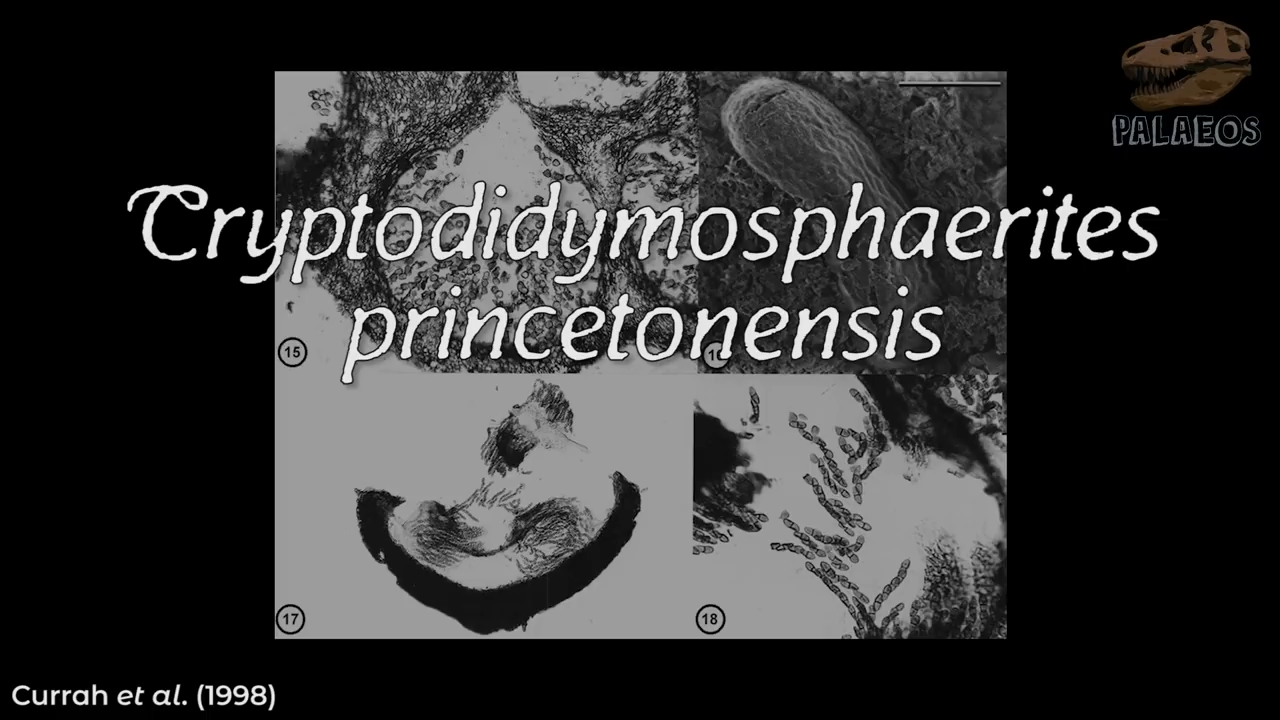 PALAEOS
Cryptodidymosphaerites
princetonensis
15
17
18
Currah et al. (1998)